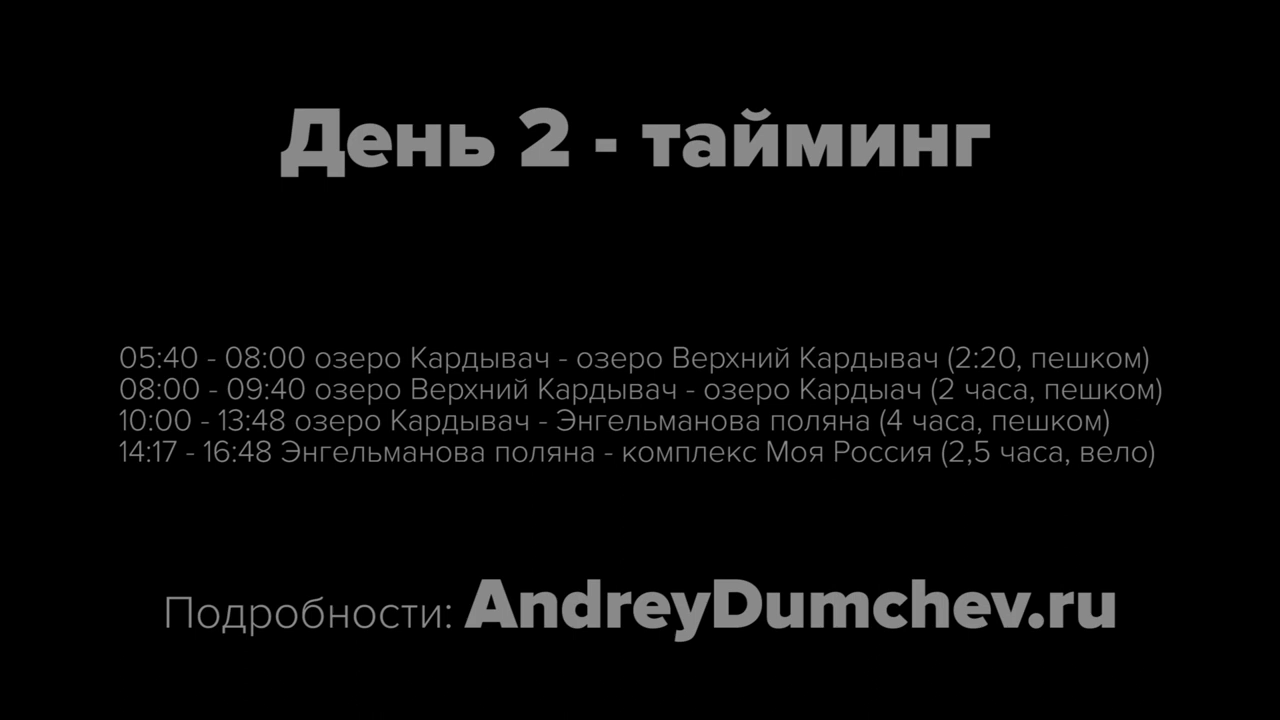 День 2 - тайминг
05:40 - 08:00 озеро Кардывач - озеро Верхний Кардывач (2:20, пешком)
08:00 - 09:40 озеро Верхний Кардывач - озеро Кардыач (2 часа, пешком)
10:00 - 13:48 озеро Кардывач - Энгельманова поляна (4 часа, пешком)
14:17 - 16:48 Энгельманова поляна - комплекс Моя Россия (2,5 часа, вело)
Подробности: AndreyDumchev.ru